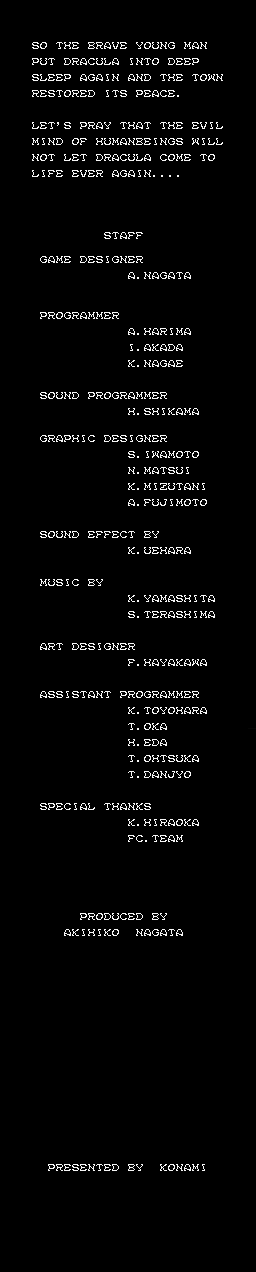 SO THE BRAVE YOUNG MAN
PUT DRACULA INTO DEEP
SLEEP AGAIN AND THE TOWN
RESTORED ITS PEACE.
LET'S PRAY THAT THE EVIL
MIND OF HUMANBEINGS WILL
NOT LET DRACULA COME TO
LIFE EVER AGAIN....
STAFF
GAME DESIGNER
A.NAGATA
PROGRAMMER
A.HARIMA
I.AKADA
K.NAGAE
SOUND PROGRAMMER
H.SHIKAMA
GRAPHIC DESIGNER
S.IWAMOTO
N.MATSUI
K.MIZUTANI
A.FUJIMOTO
SOUND EFFECT BY
K.UEHARA
MUSIC BY
K.YAMASHITA
S.TERASHIMA
ART DESIGNER
F.HAYAKAWA
ASSISTANT PROGRAMMER
K.TOYOHARA
T.OKA
H.EDA
T.OHTSUKA
T.DANJYO
SPECIAL THANKS
K.HIRAOKA
FC.TEAM
PRODUCED BY
AKIHIKO NAGATA
PRESENTED BY KONAMI